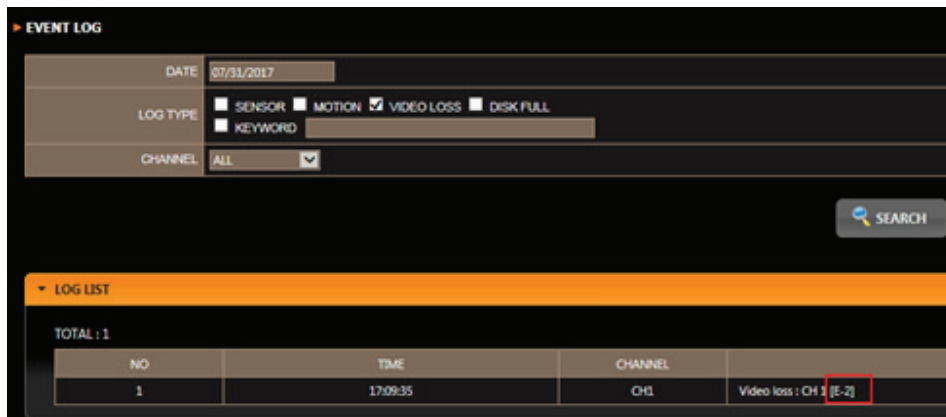 EVENT LOG
DATE 07/31/2017
LOG TYPE SENSOR MOTION VIDEO LOSS DISK FULL
KEYWORD
CHANNEL ALL
SEARCH
LOG LIST
TOTAL : 1
NO TIME CHANNEL
1 17:09:35 CH1 Video loss : CH 1 [E-2]